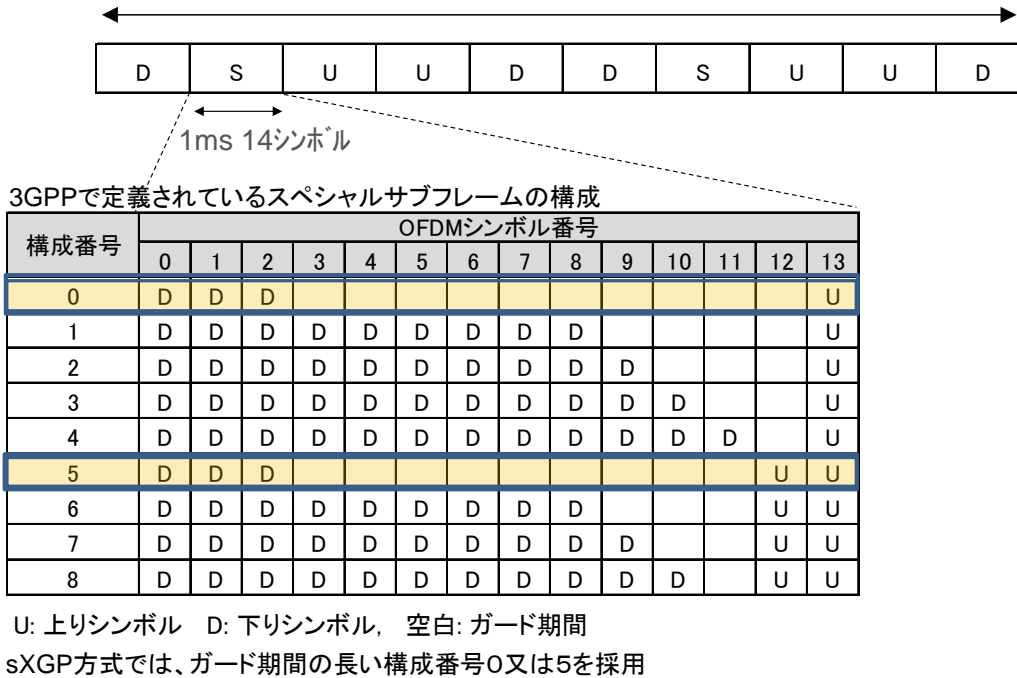 D S U U D D S U U D
1ms 14シンボル
3GPPで定義されているスペシャルサブフレームの構成
構成番号 OFDMシンボル番号
0 1 2 3 4 5 6 7 8 9 10 11 12 13
0 D D D U
1 D D D D D D D D D U
2 D D D D D D D D D D U
3 D D D D D D D D D D D U
4 D D D D D D D D D D D D U
5 D D D U U
6 D D D D D D D D D U U
7 D D D D D D D D D D U U
8 D D D D D D D D D D D U U
U: 上りシンボル D: 下りシンボル, 空白: ガード期間
sXGP方式では、ガード期間の長い構成番号0又は5を採用